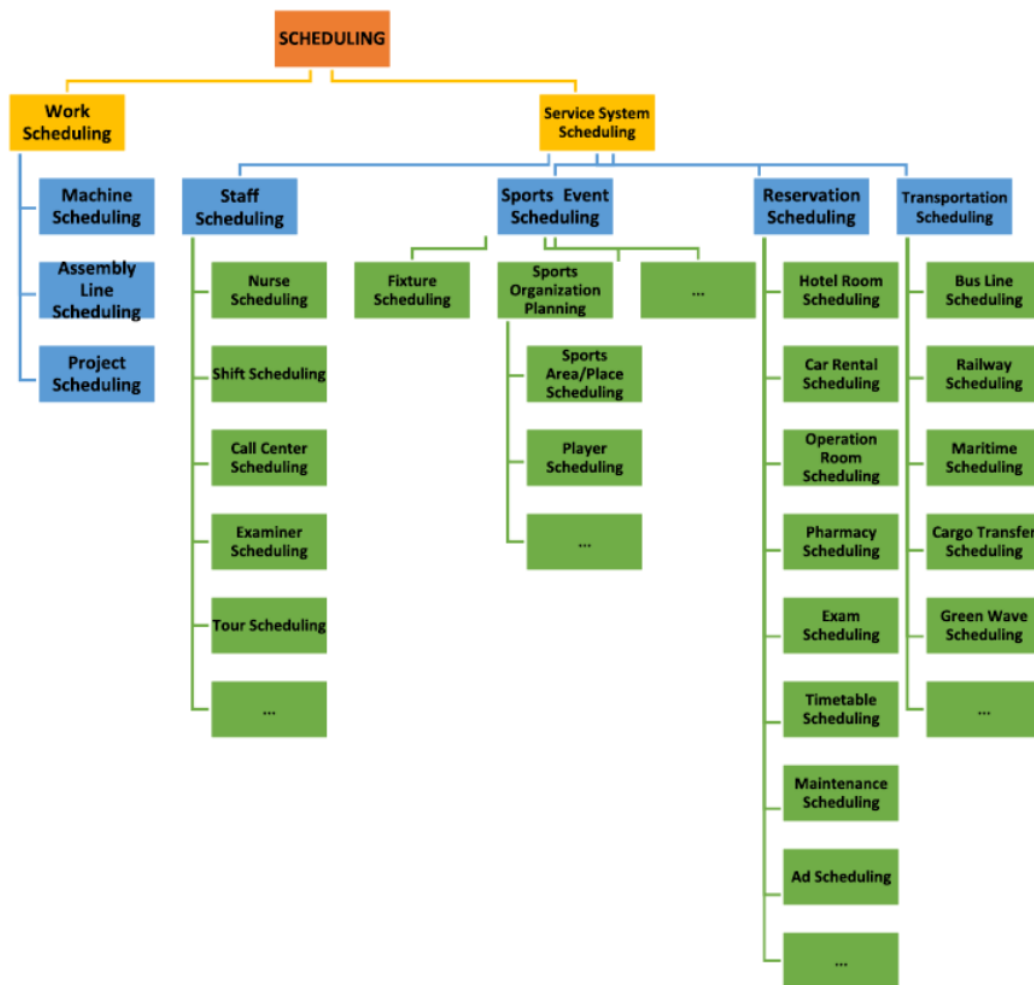 SCHEDULING
Work
Scheduling
Service System
Scheduling
Machine
Scheduling
Assembly
Line
Scheduling
Project
Scheduling
Staff
Scheduling
Nurse
Scheduling
Shift Scheduling
Call Center
Scheduling
Examiner
Scheduling
Tour Scheduling
...
Sports Event
Scheduling
Fixture
Scheduling
Sports
Organization
Planning
Sports
Area/Place
Scheduling
Player
Scheduling
...
...
Reservation
Scheduling
Hotel Room
Scheduling
Car Rental
Scheduling
Operation
Room
Scheduling
Pharmacy
Scheduling
Exam
Scheduling
Timetable
Scheduling
Maintenance
Scheduling
Ad Scheduling
...
Transportation
Scheduling
Bus Line
Scheduling
Railway
Scheduling
Maritime
Scheduling
Cargo Transfer
Scheduling
Green Wave
Scheduling
...